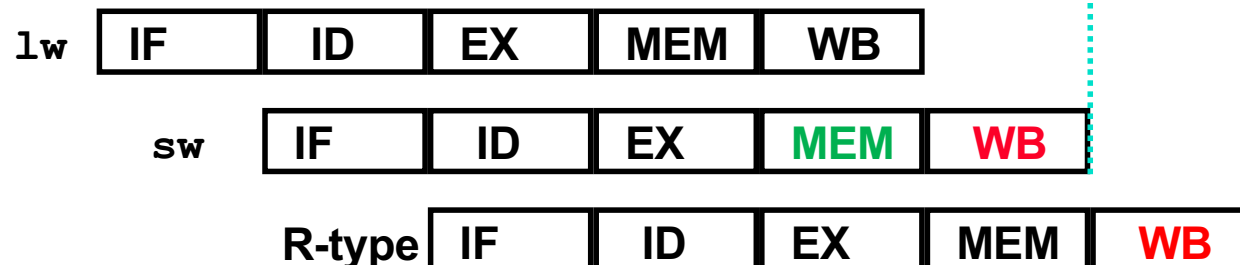 lw IF ID EX MEM WB
sw IF ID EX MEM WB
R-type IF ID EX MEM WB